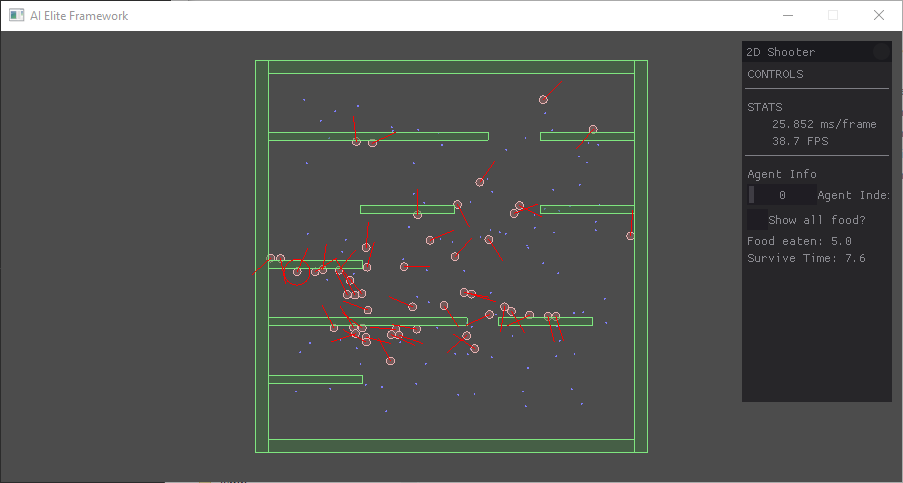 AI Elite Framework
2D Shooter
CONTROLS
STATS
25.852 ms/frame
38.7 FPS
Agent Info
0 Agent Inde
Show all food?
Food eaten: 5.0
Survive Time: 7.6